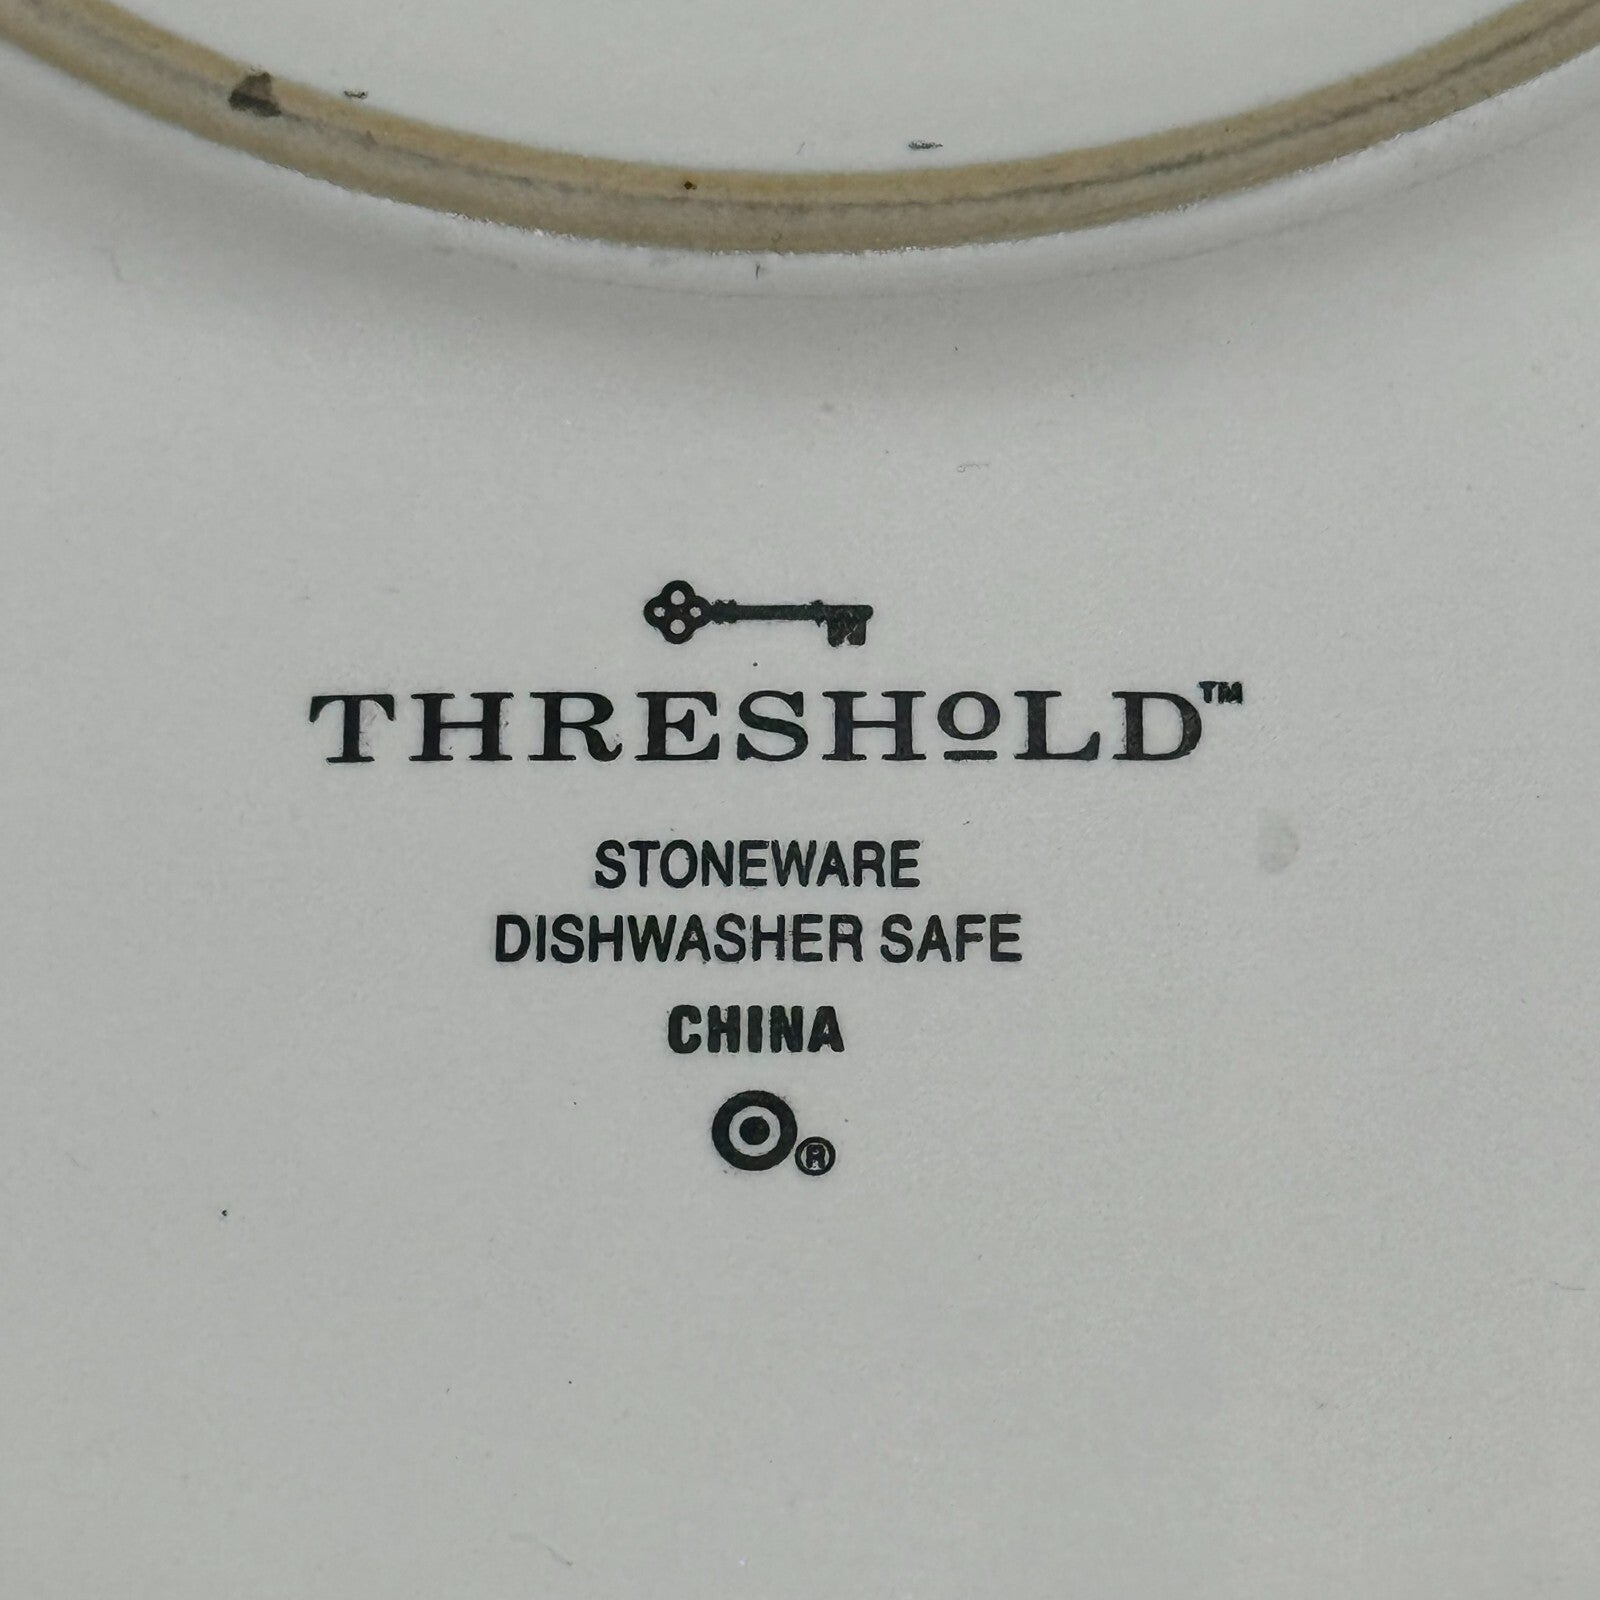 THRESHOLD™
STONEWARE
DISHWASHER SAFE
CHINA
®